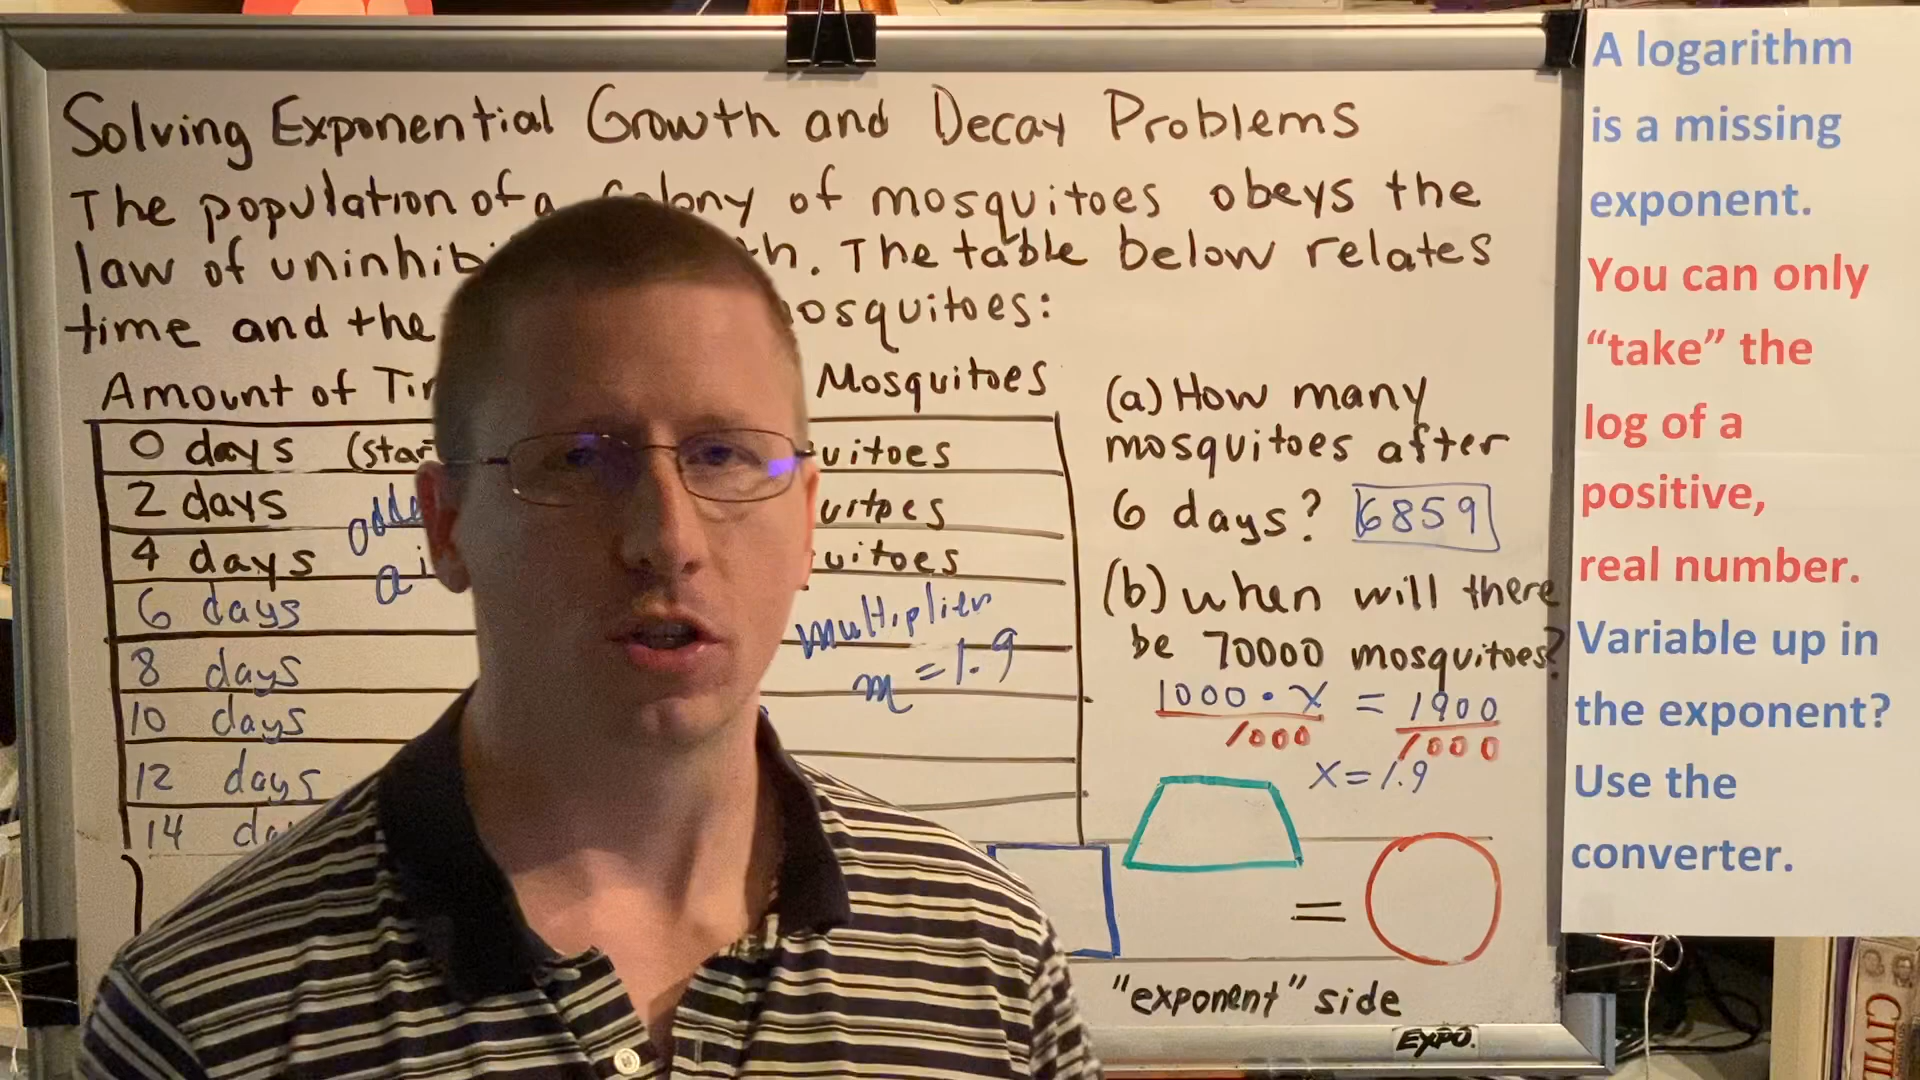 Solving Exponential Growth and Decay Problems
The population of a colony of mosquitoes obeys the
law of uninhib h. The table below relates
time and the mosquitoes:
Amount of Mosquitoes
0 days (star uitoes
2 days adde uitoes
4 days a uitoes
6 days
8 days
10 days
12 days
14 da
multiplier
m = 1.9
(a) How many
mosquitoes after
6 days? 6859
(b) when will there
be 70000 mosquitoes?
1000 • x = 1900
1000 1000
x = 1.9
=
"exponent" side
EXPO.
A logarithm
is a missing
exponent.
You can only
“take” the
log of a
positive,
real number.
Variable up in
the exponent?
Use the
converter.
CIVI